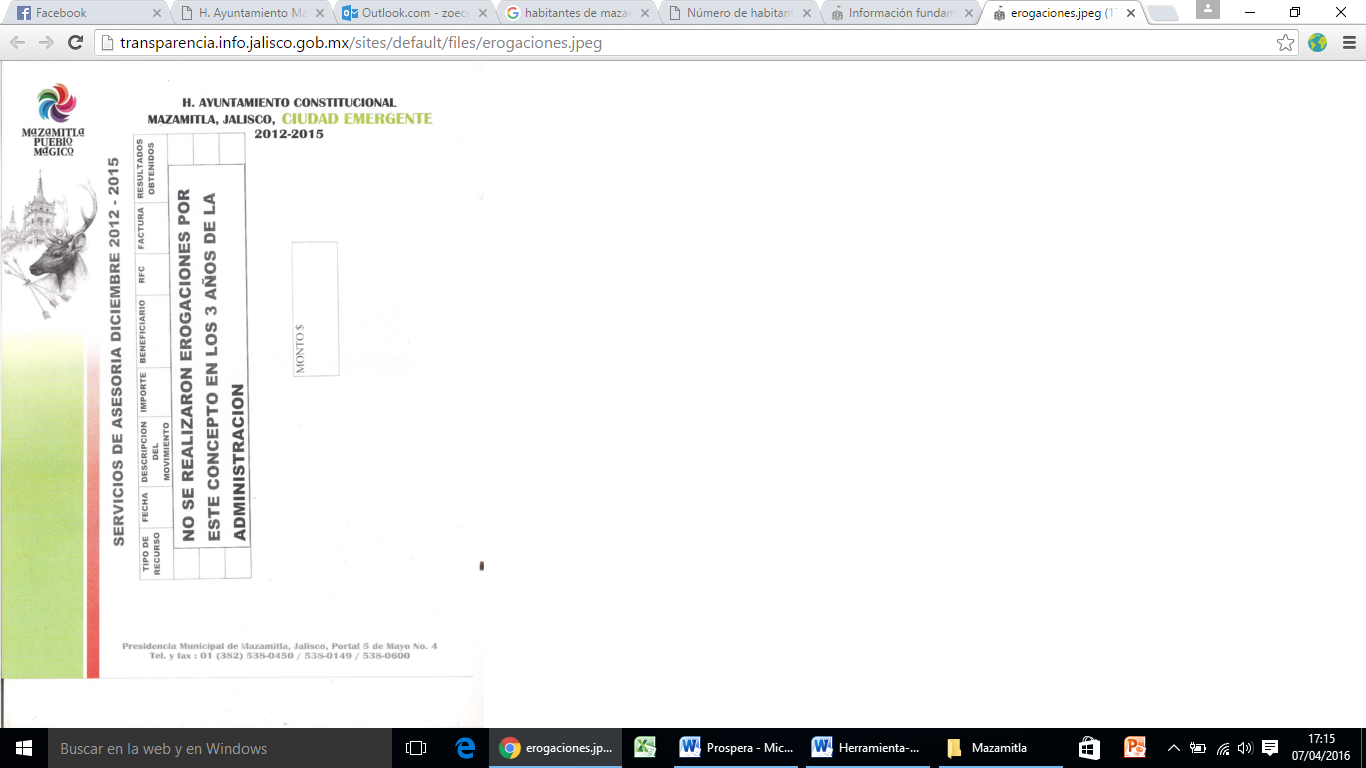 Facebook
H. Ayuntamiento Ma
Outlook.com - zoece
habitantes de maza
Número de habitant
Información fundam
erogaciones.jpeg (17
transparencia.info.jalisco.gob.mx/sites/default/files/erogaciones.jpeg
MAZAMITLA
PUEBLO
MAGICO
H. AYUNTAMIENTO CONSTITUCIONAL
MAZAMITLA, JALISCO, CIUDAD EMERGENTE
2012-2015
SERVICIOS DE ASESORIA DICIEMBRE 2012 - 2015
TIPO DE RECURSO
FECHA
DESCRIPCION DEL MOVIMIENTO
IMPORTE
BENEFICIARIO
RFC
FACTURA
RESULTADOS OBTENIDOS
NO SE REALIZARON EROGACIONES POR
ESTE CONCEPTO EN LOS 3 AÑOS DE LA
ADMINISTRACION
MONTO $
Presidencia Municipal de Mazamitla, Jalisco, Portal 5 de Mayo No. 4
Tel. y fax : 01 (382) 538-0450 / 538-0149 / 538-0600
Buscar en la web y en Windows
erogaciones.jp...
Prospera - Mic...
Herramienta-...
Mazamitla
17:15
07/04/2016